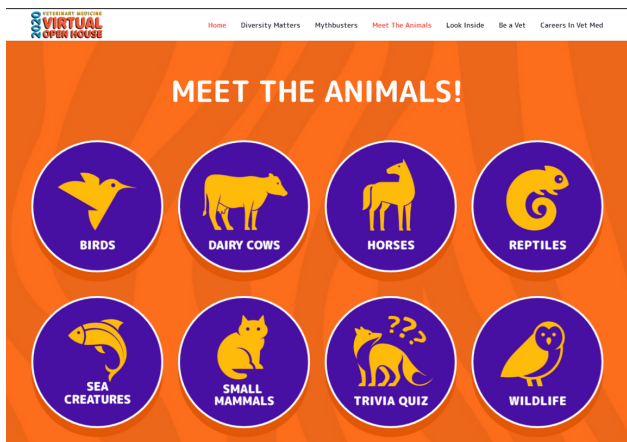 2020
VETERINARY MEDICINE
VIRTUAL
OPEN HOUSE
Home Diversity Matters Mythbusters Meet The Animals Look Inside Be a Vet Careers In Vet Med
MEET THE ANIMALS!
BIRDS
DAIRY COWS
HORSES
REPTILES
SEA
CREATURES
SMALL
MAMMALS
???
TRIVIA QUIZ
WILDLIFE